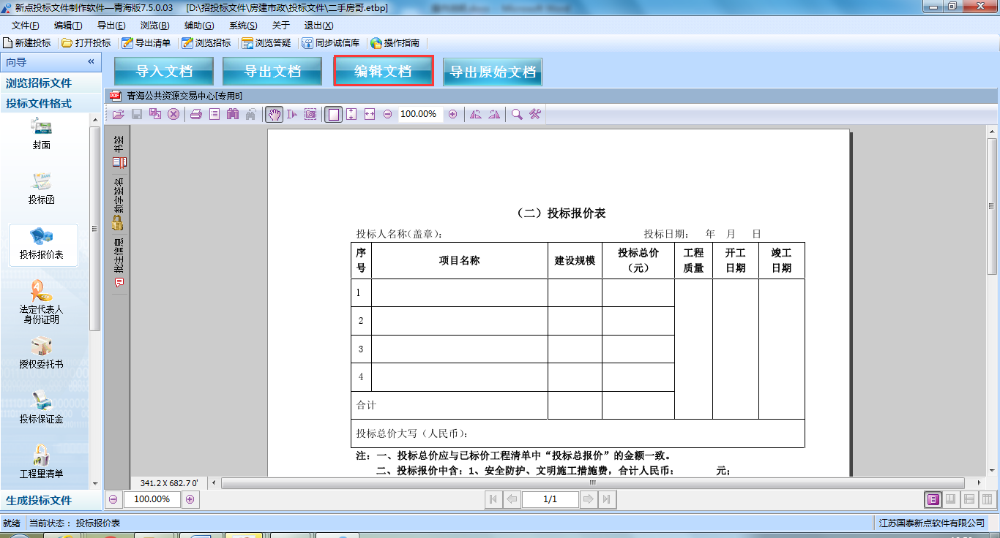 新点投标文件制作软件—青海版7.5.0.03 [D:\招投标文件\房建市政\投标文件\二手房哥.etbp]
文件(F) 编辑(T) 导出(E) 浏览(B) 辅助(G) 系统(S) 关于 退出(X)
新建投标 打开投标 导出清单 浏览招标 浏览答疑 同步诚信库 操作指南
向导 «
导入文档 导出文档 编辑文档 导出原始文档
浏览招标文件
投标文件格式
青海公共资源交易中心[专用B]
100.00%
封面
投标函
投标报价表
法定代表人
身份证明
授权委托书
投标保证金
工程量清单
生成投标文件
书签
数字签名
批注信息
（二）投标报价表
投标人名称(盖章)： 投标日期： 年 月 日
序号 项目名称 建设规模 投标总价（元） 工程质量 开工日期 竣工日期
1
2
3
4
合计
投标总价大写（人民币）：
注：一、投标总价应与已标价工程清单中“投标总报价”的金额一致。
二、投标报价中含：1、安全防护、文明施工措施费，合计人民币： 元；
341.2 X 682.7 0'
100.00% 1/1
就绪 当前状态： 投标报价表 江苏国泰新点软件有限公司